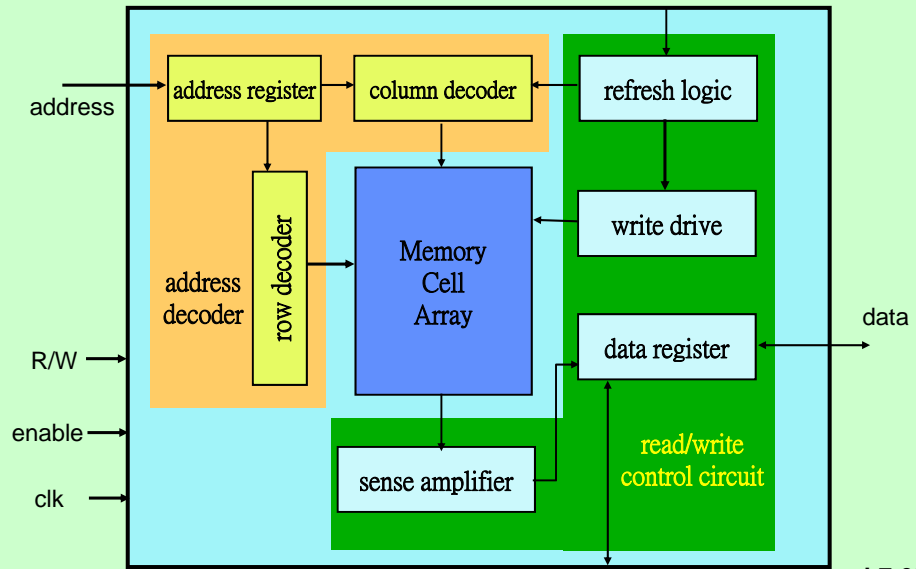 address register
column decoder
refresh logic
address
row decoder
write drive
Memory
Cell
Array
address
decoder
data
data register
R/W
enable
read/write
control circuit
sense amplifier
clk